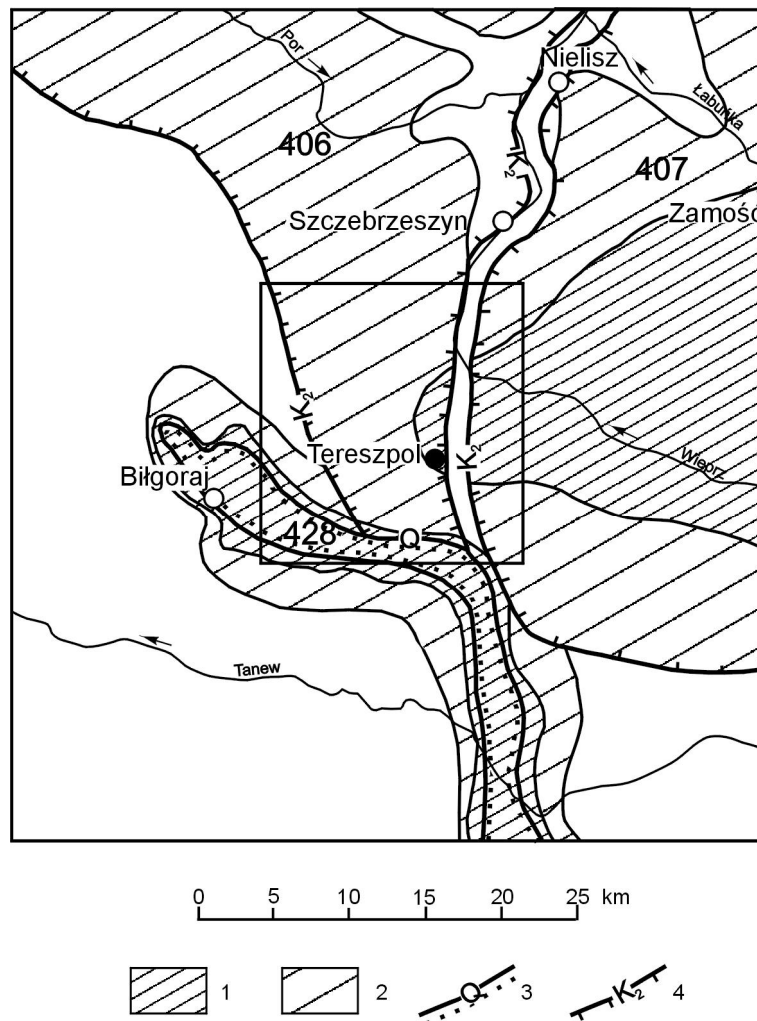 Por
Nielisz
Łabuńka
406
K₂
407
Zamość
Szczebrzeszyn
K₂
Tereszpol
K₂
Wieprz
Biłgoraj
428
Q
Tanew
0 5 10 15 20 25 km
1 2 Q 3 K₂ 4